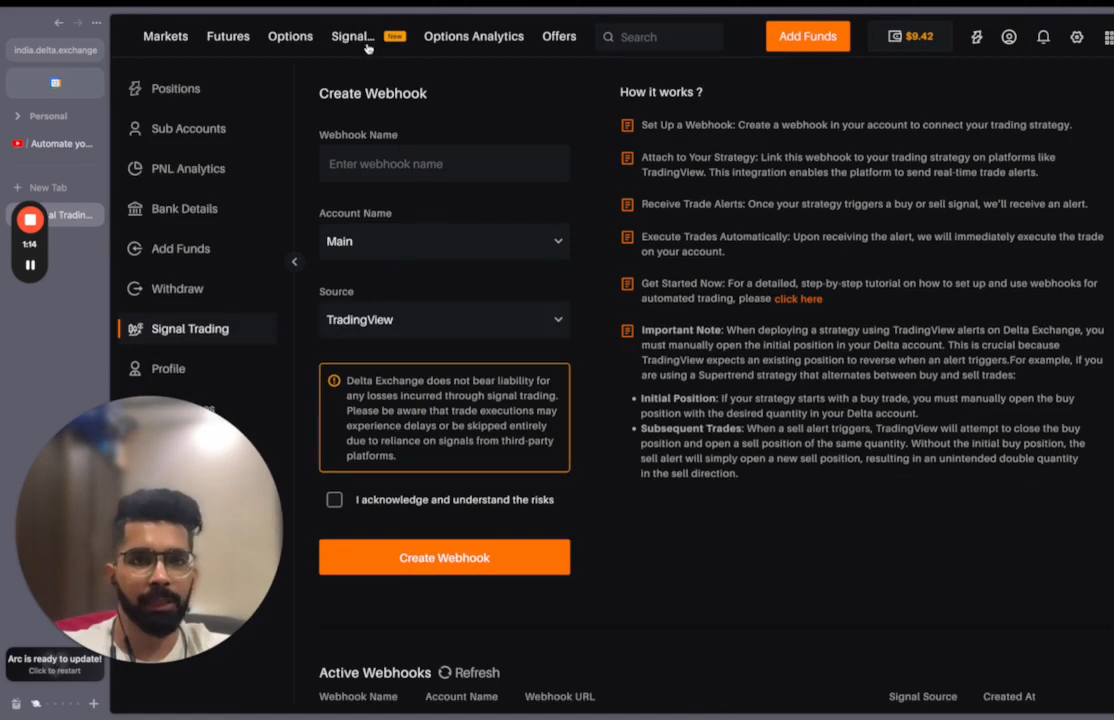 india.delta.exchange
Personal
Automate yo...
New Tab
al Tradin...
1:14
Arc is ready to update!
Click to restart
Markets
Futures
Options
Signal...
New
Options Analytics
Offers
Search
Add Funds
$9.42
Positions
Sub Accounts
PNL Analytics
Bank Details
Add Funds
Withdraw
Signal Trading
Profile
Create Webhook
Webhook Name
Enter webhook name
Account Name
Main
Source
TradingView
Delta Exchange does not bear liability for
any losses incurred through signal trading.
Please be aware that trade executions may
experience delays or be skipped entirely
due to reliance on signals from third-party
platforms.
I acknowledge and understand the risks
Create Webhook
How it works ?
Set Up a Webhook: Create a webhook in your account to connect your trading strategy.
Attach to Your Strategy: Link this webhook to your trading strategy on platforms like
TradingView. This integration enables the platform to send real-time trade alerts.
Receive Trade Alerts: Once your strategy triggers a buy or sell signal, we'll receive an alert.
Execute Trades Automatically: Upon receiving the alert, we will immediately execute the trade
on your account.
Get Started Now: For a detailed, step-by-step tutorial on how to set up and use webhooks for
automated trading, please click here
Important Note: When deploying a strategy using TradingView alerts on Delta Exchange, you
must manually open the initial position in your Delta account. This is crucial because
TradingView expects an existing position to reverse when an alert triggers.For example, if you
are using a Supertrend strategy that alternates between buy and sell trades:
Initial Position: If your strategy starts with a buy trade, you must manually open the buy
position with the desired quantity in your Delta account.
Subsequent Trades: When a sell alert triggers, TradingView will attempt to close the buy
position and open a sell position of the same quantity. Without the initial buy position, the
sell alert will simply open a new sell position, resulting in an unintended double quantity
in the sell direction.
Active Webhooks
Refresh
Webhook Name
Account Name
Webhook URL
Signal Source
Created At